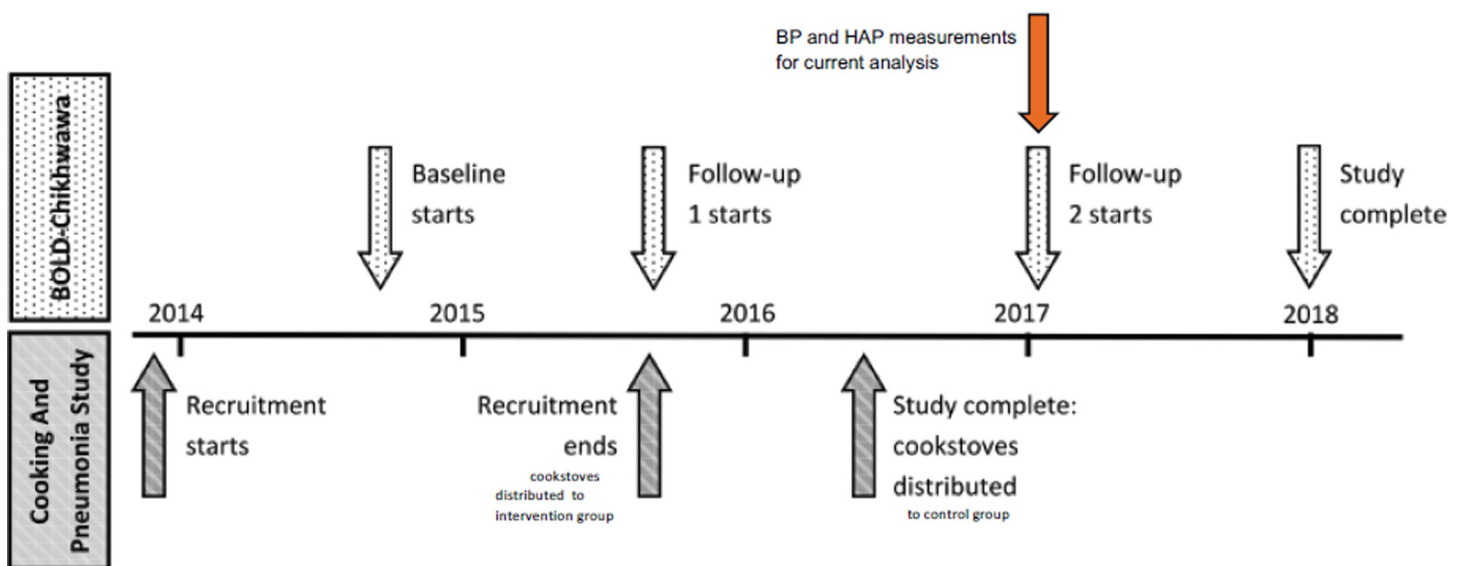 BP and HAP measurements
for current analysis
BOLD-Chikhwawa
Baseline
starts
Follow-up
1 starts
Follow-up
2 starts
Study
complete
2014
2015
2016
2017
2018
Cooking And
Pneumonia Study
Recruitment
starts
Recruitment
ends
cookstoves
distributed to
intervention group
Study complete:
cookstoves
distributed
to control group